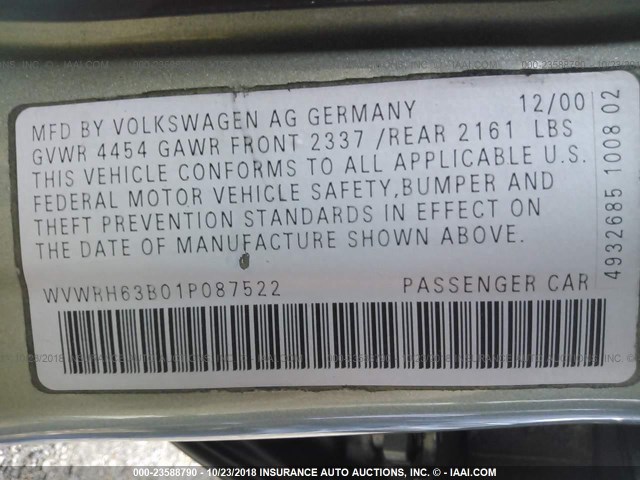 MFD BY VOLKSWAGEN AG GERMANY 12/00
GVWR 4454 GAWR FRONT 2337 /REAR 2161 LBS
THIS VEHICLE CONFORMS TO ALL APPLICABLE U.S.
FEDERAL MOTOR VEHICLE SAFETY,BUMPER AND
THEFT PREVENTION STANDARDS IN EFFECT ON
THE DATE OF MANUFACTURE SHOWN ABOVE.
4932685 1008 02
WVWRH63B01P087522 PASSENGER CAR
000-23588790 - 10/23/2018 INSURANCE AUTO AUCTIONS, INC. - IAAI.COM